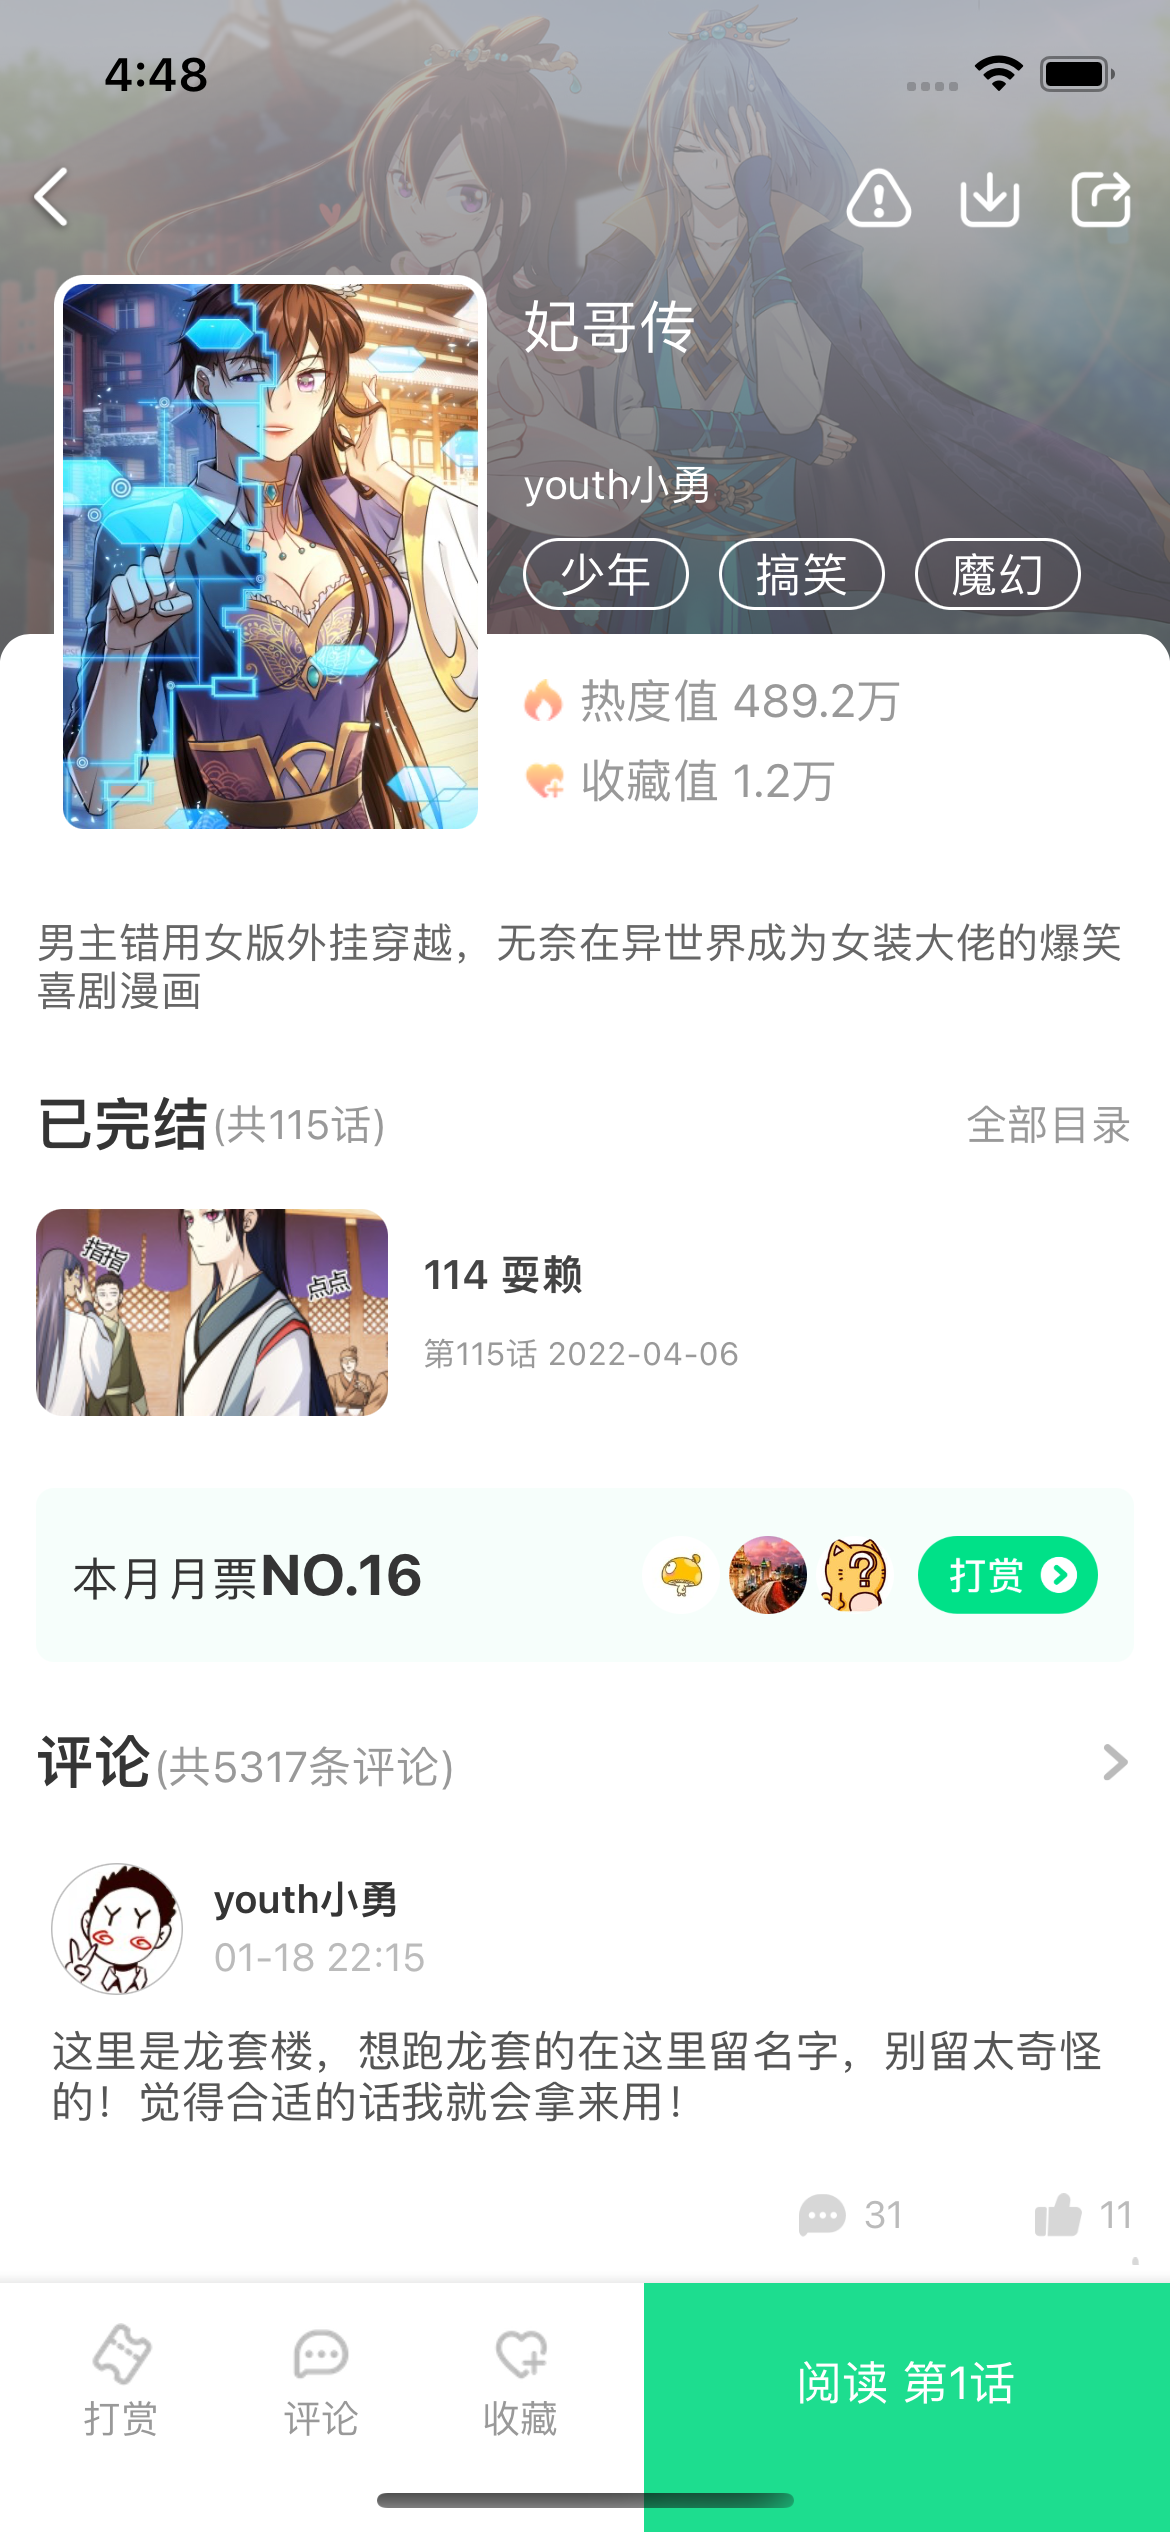 4:48
妃哥传
youth小勇
少年 搞笑 魔幻
热度值 489.2万
收藏值 1.2万
男主错用女版外挂穿越，无奈在异世界成为女装大佬的爆笑
喜剧漫画
已完结(共115话) 全部目录
指指
点点
114 耍赖
第115话 2022-04-06
本月月票NO.16
打赏
评论(共5317条评论)
youth小勇
01-18 22:15
这里是龙套楼，想跑龙套的在这里留名字，别留太奇怪
的！觉得合适的话我就会拿来用！
31 11
打赏 评论 收藏 阅读 第1话